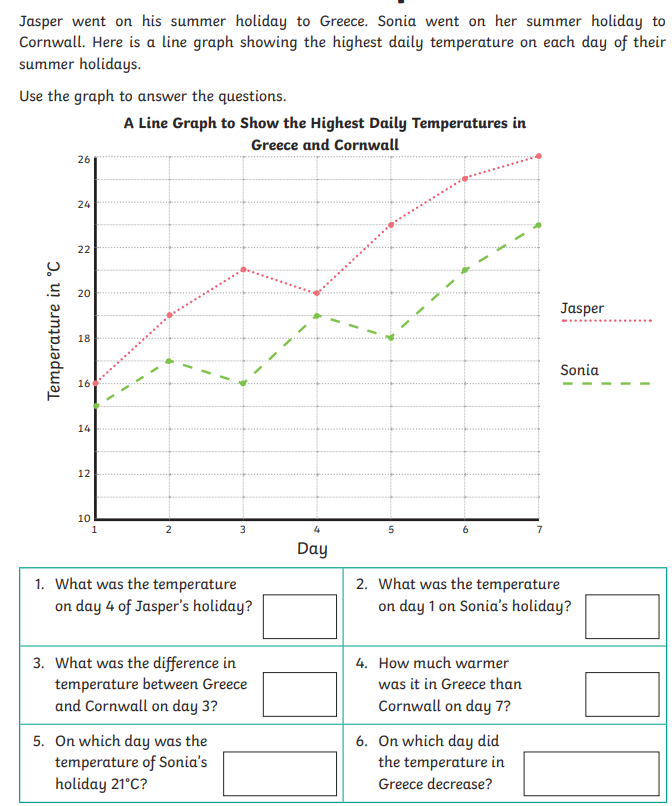 Jasper went on his summer holiday to Greece. Sonia went on her summer holiday to
Cornwall. Here is a line graph showing the highest daily temperature on each day of their
summer holidays.
Use the graph to answer the questions.
A Line Graph to Show the Highest Daily Temperatures in
Greece and Cornwall
Temperature in °C
26
24
22
20
18
16
14
12
10
1 2 3 4 5 6 7
Day
Jasper
Sonia
1. What was the temperature
on day 4 of Jasper's holiday?
2. What was the temperature
on day 1 on Sonia's holiday?
3. What was the difference in
temperature between Greece
and Cornwall on day 3?
4. How much warmer
was it in Greece than
Cornwall on day 7?
5. On which day was the
temperature of Sonia's
holiday 21°C?
6. On which day did
the temperature in
Greece decrease?